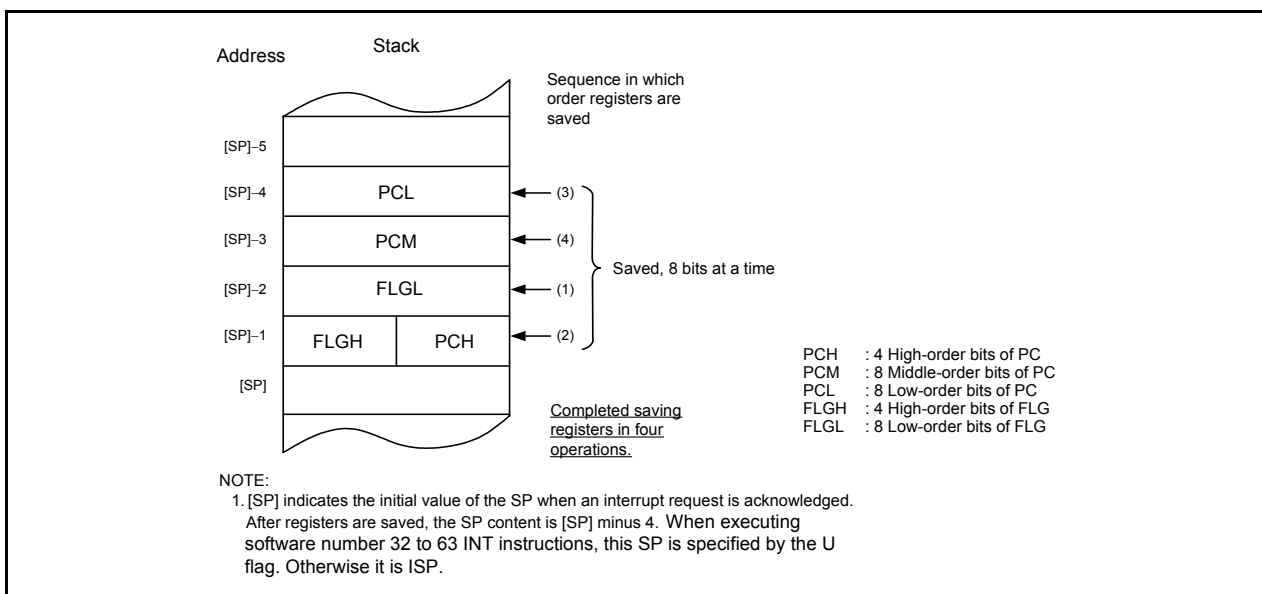 Address
Stack
Sequence in which
order registers are
saved
[SP]−5
[SP]−4
PCL
(3)
[SP]−3
PCM
(4)
Saved, 8 bits at a time
[SP]−2
FLGL
(1)
[SP]−1
FLGH
PCH
(2)
[SP]
Completed saving
registers in four
operations.
PCH : 4 High-order bits of PC
PCM : 8 Middle-order bits of PC
PCL : 8 Low-order bits of PC
FLGH : 4 High-order bits of FLG
FLGL : 8 Low-order bits of FLG
NOTE:
1. [SP] indicates the initial value of the SP when an interrupt request is acknowledged.
After registers are saved, the SP content is [SP] minus 4. When executing
software number 32 to 63 INT instructions, this SP is specified by the U
flag. Otherwise it is ISP.